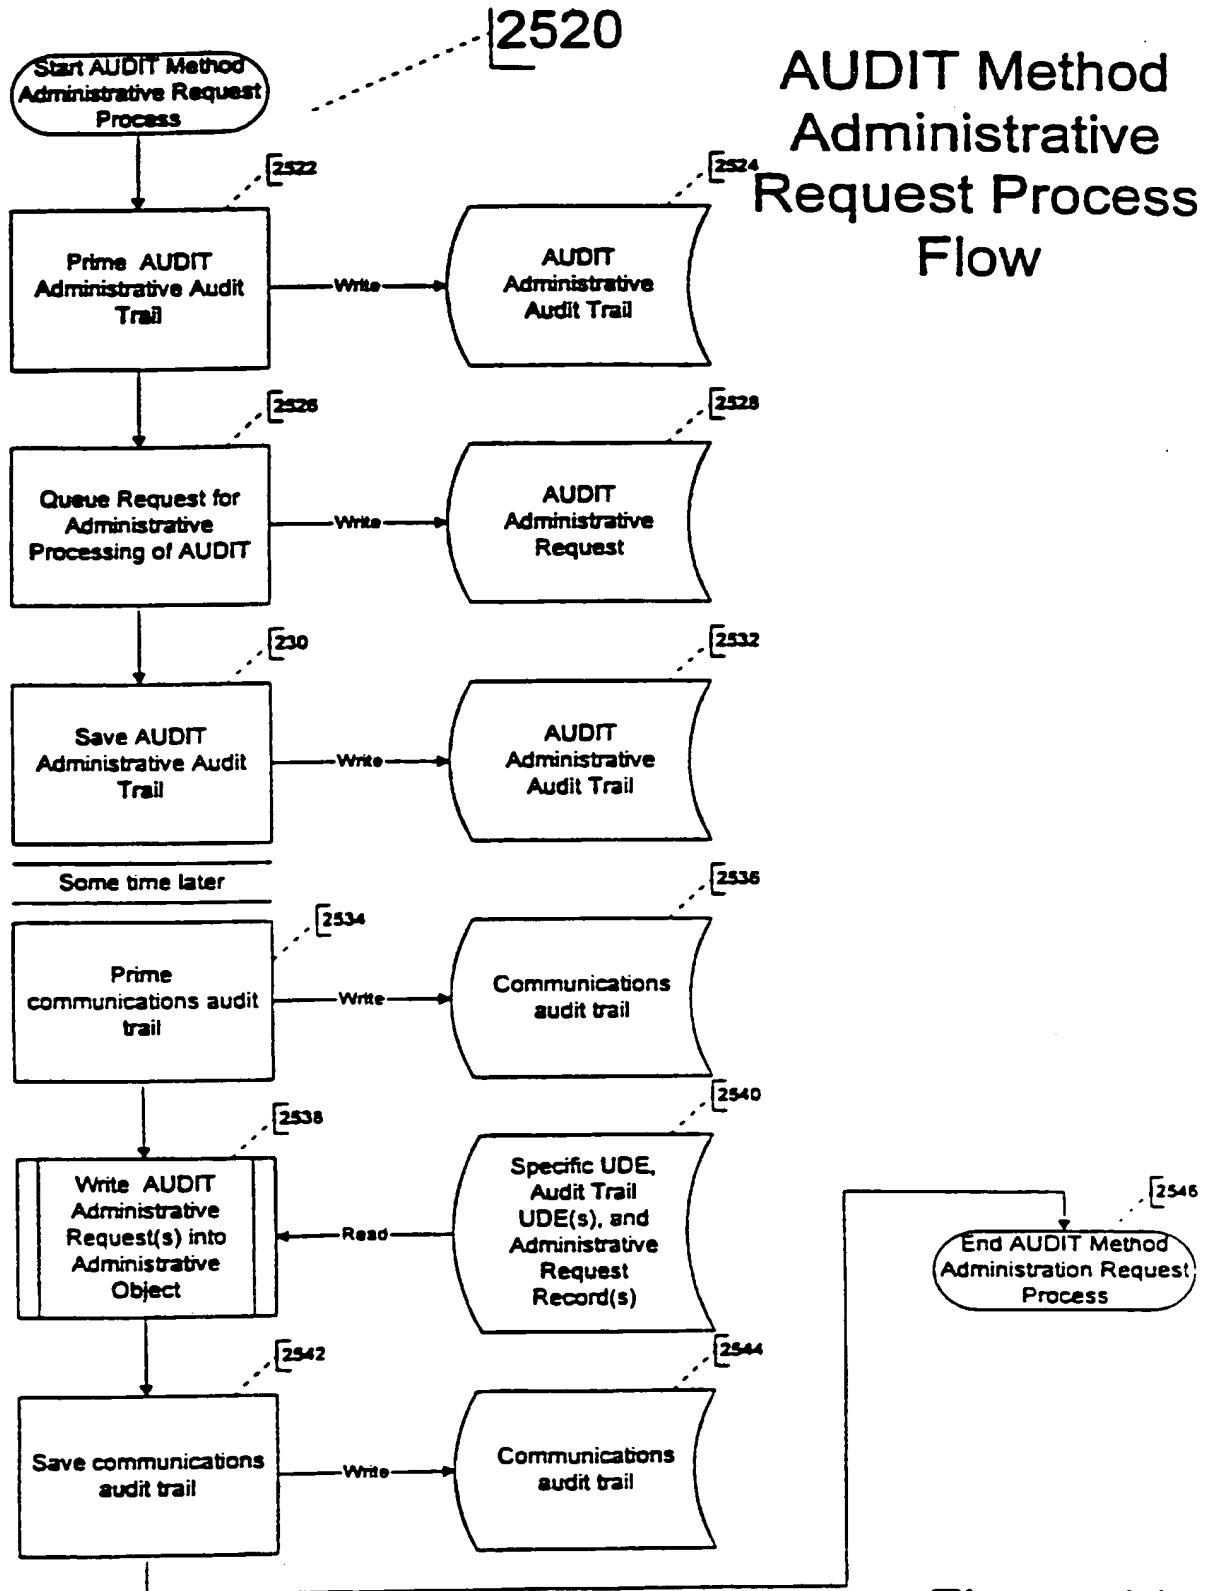 2520
AUDIT Method
Administrative
Request Process
Flow
Start AUDIT Method
Administrative Request
Process
2522
Prime AUDIT
Administrative Audit
Trail
Write
2524
AUDIT
Administrative
Audit Trail
2526
Queue Request for
Administrative
Processing of AUDIT
Write
2528
AUDIT
Administrative
Request
230
Save AUDIT
Administrative Audit
Trail
Write
2532
AUDIT
Administrative
Audit Trail
Some time later
2534
Prime
communications audit
trail
Write
2536
Communications
audit trail
2538
Write AUDIT
Administrative
Request(s) into
Administrative
Object
Read
2540
Specific UDE,
Audit Trail
UDE(s), and
Administrative
Request
Record(s)
2542
Save communications
audit trail
Write
2544
Communications
audit trail
2546
End AUDIT Method
Administration Request
Process